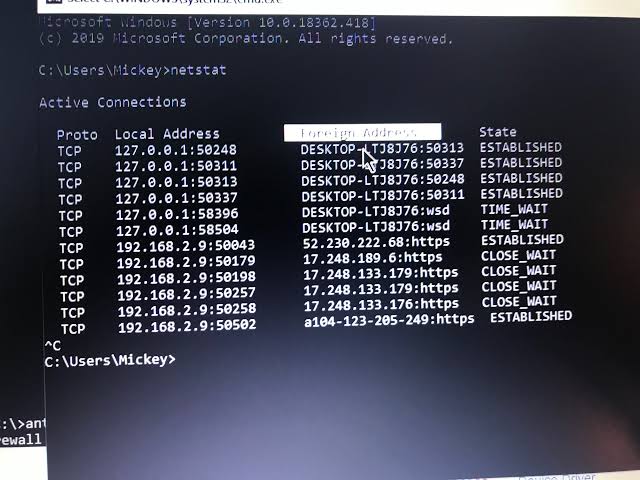 Select C:\WINDOWS\system32\cmd.exe
Microsoft Windows [Version 10.0.18362.418]
(c) 2019 Microsoft Corporation. All rights reserved.
C:\Users\Mickey>netstat
Active Connections
Proto Local Address Foreign Address State
TCP 127.0.0.1:50248 DESKTOP-LTJ8J76:50313 ESTABLISHED
TCP 127.0.0.1:50311 DESKTOP-LTJ8J76:50337 ESTABLISHED
TCP 127.0.0.1:50313 DESKTOP-LTJ8J76:50248 ESTABLISHED
TCP 127.0.0.1:50337 DESKTOP-LTJ8J76:50311 ESTABLISHED
TCP 127.0.0.1:58396 DESKTOP-LTJ8J76:wsd TIME_WAIT
TCP 127.0.0.1:58504 DESKTOP-LTJ8J76:wsd TIME_WAIT
TCP 192.168.2.9:50043 52.230.222.68:https ESTABLISHED
TCP 192.168.2.9:50179 17.248.189.6:https CLOSE_WAIT
TCP 192.168.2.9:50198 17.248.133.179:https CLOSE_WAIT
TCP 192.168.2.9:50257 17.248.133.179:https CLOSE_WAIT
TCP 192.168.2.9:50258 17.248.133.176:https CLOSE_WAIT
TCP 192.168.2.9:50502 a104-123-205-249:https ESTABLISHED
^C
C:\Users\Mickey>
:\>ant
rewall
Device Driver